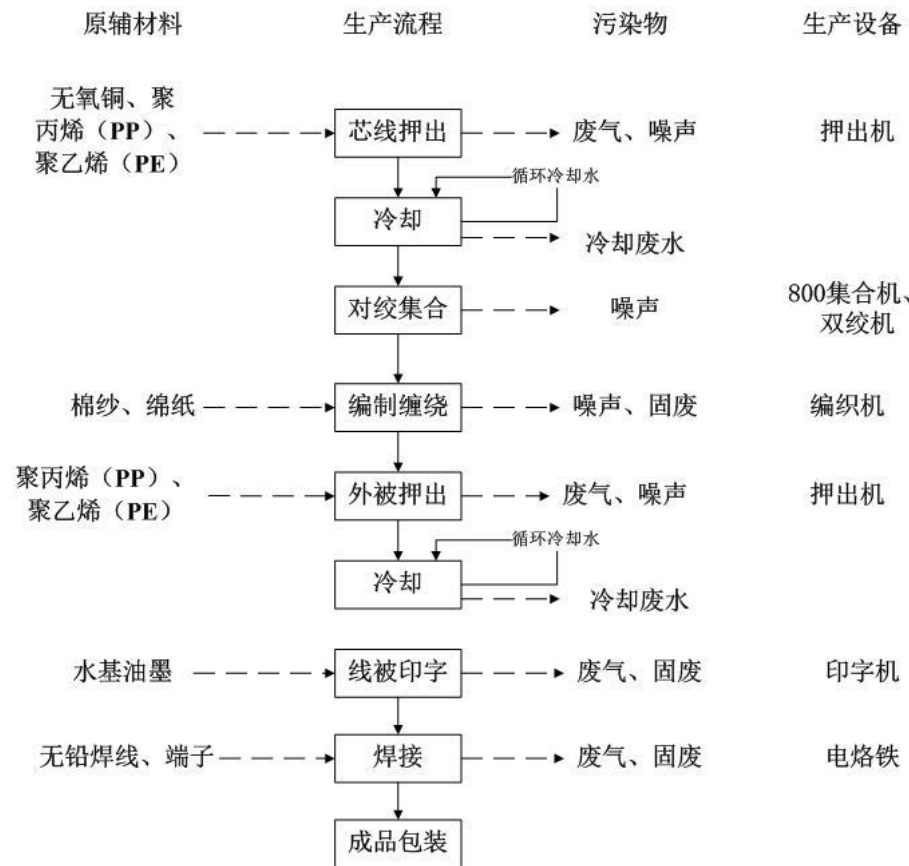 原辅材料 生产流程 污染物 生产设备
无氧铜、聚
丙烯（PP）、
聚乙烯（PE）
芯线押出
废气、噪声
押出机
循环冷却水
冷却
冷却废水
对绞集合
噪声
800集合机、
双绞机
棉纱、绵纸
编制缠绕
噪声、固废
编织机
聚丙烯（PP）、
聚乙烯（PE）
外被押出
废气、噪声
押出机
循环冷却水
冷却
冷却废水
水基油墨
线被印字
废气、固废
印字机
无铅焊线、端子
焊接
废气、固废
电烙铁
成品包装